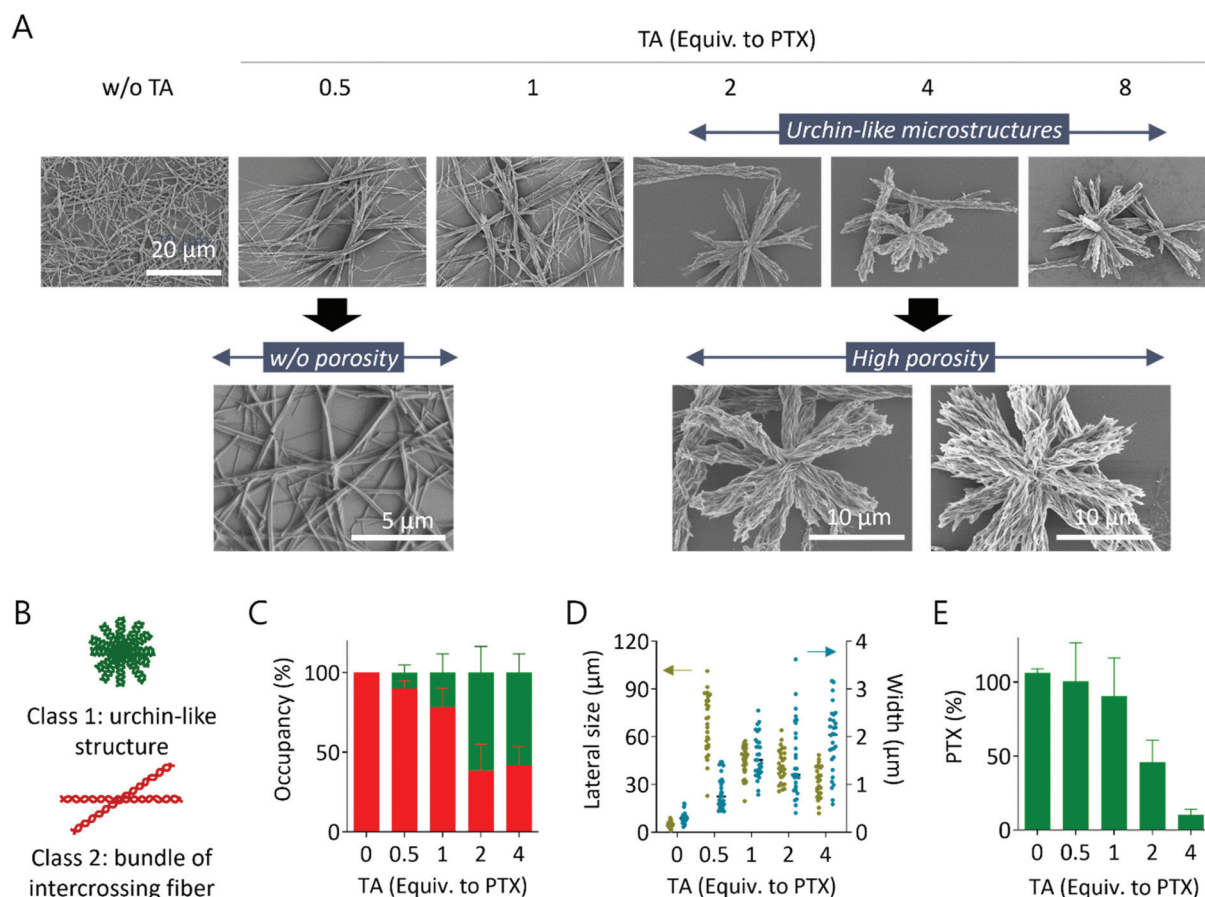 A
TA (Equiv. to PTX)
w/o TA 0.5 1 2 4 8
Urchin-like microstructures
20 μm
w/o porosity
High porosity
5 μm
10 μm
10 μm
B
Class 1: urchin-like
structure
Class 2: bundle of
intercrossing fiber
C
Occupancy (%)
100
50
0
0 0.5 1 2 4
TA (Equiv. to PTX)
D
Lateral size (μm)
120
90
60
30
0
Width (μm)
4
3
2
1
0
0 0.5 1 2 4
TA (Equiv. to PTX)
E
PTX (%)
100
50
0
0 0.5 1 2 4
TA (Equiv. to PTX)